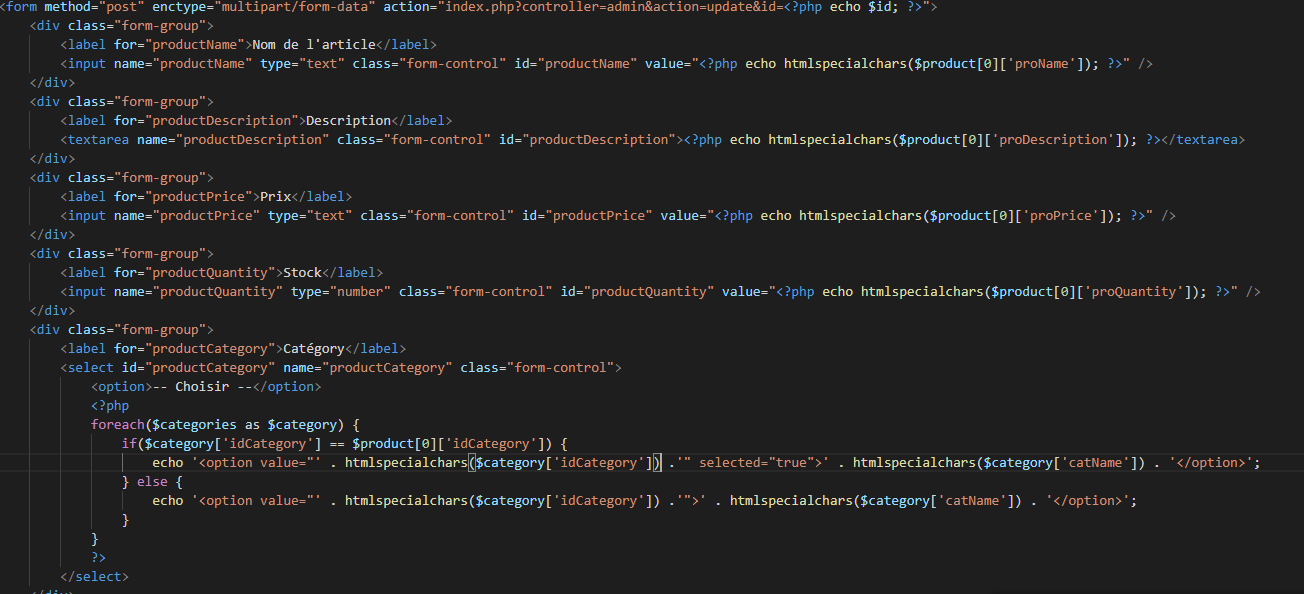 <form method="post" enctype="multipart/form-data" action="index.php?controller=admin&action=update&id=<?php echo $id; ?>">
<div class="form-group">
<label for="productName">Nom de l'article</label>
<input name="productName" type="text" class="form-control" id="productName" value="<?php echo htmlspecialchars($product[0]['proName']); ?>" />
</div>
<div class="form-group">
<label for="productDescription">Description</label>
<textarea name="productDescription" class="form-control" id="productDescription"><?php echo htmlspecialchars($product[0]['proDescription']); ?></textarea>
</div>
<div class="form-group">
<label for="productPrice">Prix</label>
<input name="productPrice" type="text" class="form-control" id="productPrice" value="<?php echo htmlspecialchars($product[0]['proPrice']); ?>" />
</div>
<div class="form-group">
<label for="productQuantity">Stock</label>
<input name="productQuantity" type="number" class="form-control" id="productQuantity" value="<?php echo htmlspecialchars($product[0]['proQuantity']); ?>" />
</div>
<div class="form-group">
<label for="productCategory">Catégory</label>
<select id="productCategory" name="productCategory" class="form-control">
<option>-- Choisir --</option>
<?php
foreach($categories as $category) {
if($category['idCategory'] == $product[0]['idCategory']) {
echo '<option value="' . htmlspecialchars($category['idCategory']) .'" selected="true">' . htmlspecialchars($category['catName']) . '</option>';
} else {
echo '<option value="' . htmlspecialchars($category['idCategory']) .'">' . htmlspecialchars($category['catName']) . '</option>';
}
}
?>
</select>
</div>